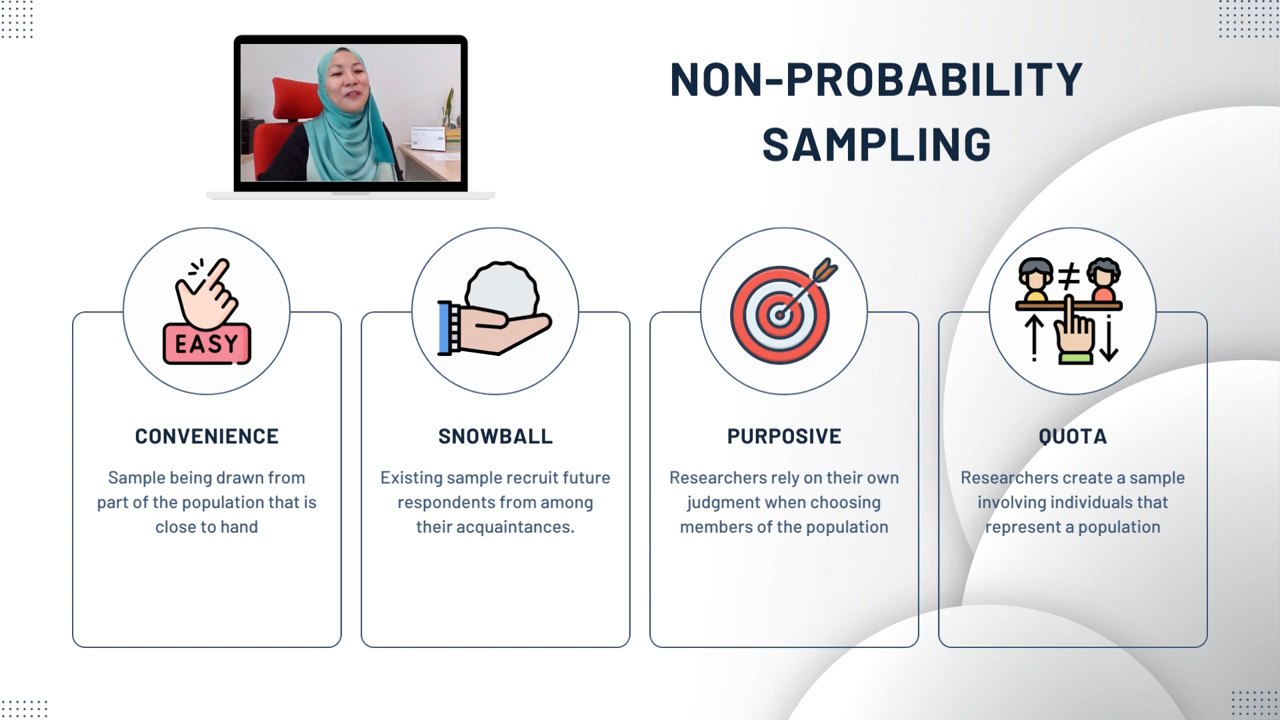 NON-PROBABILITY
SAMPLING
EASY
CONVENIENCE
Sample being drawn from
part of the population that is
close to hand
SNOWBALL
Existing sample recruit future
respondents from among
their acquaintances.
PURPOSIVE
Researchers rely on their own
judgment when choosing
members of the population
QUOTA
Researchers create a sample
involving individuals that
represent a population